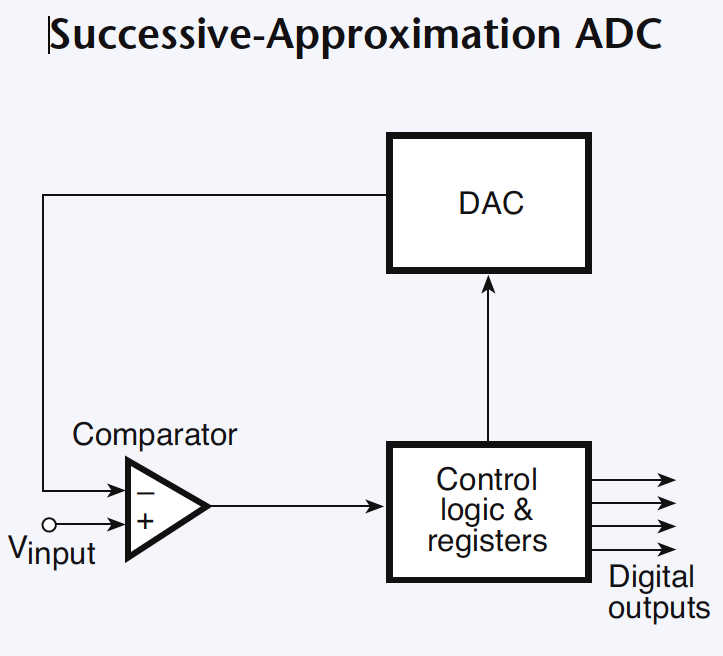 Successive-Approximation ADC
DAC
Comparator
−
+
Vinput
Control
logic &
registers
Digital
outputs